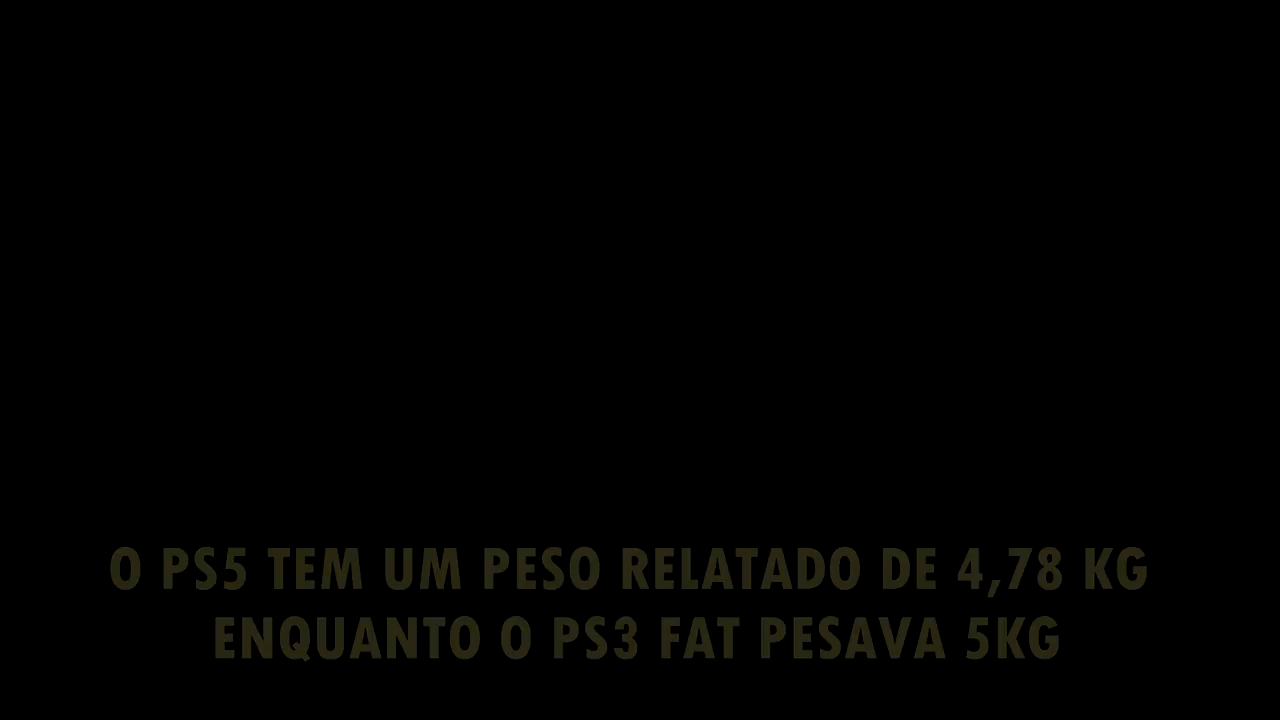 O PS5 TEM UM PESO RELATADO DE 4,78 KG
ENQUANTO O PS3 FAT PESAVA 5KG